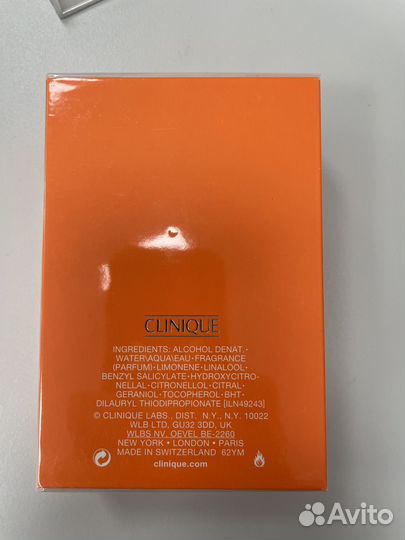 CLINIQUE
INGREDIENTS: ALCOHOL DENAT.•
WATER\AQUA\EAU•FRAGRANCE
(PARFUM)•LIMONENE•LINALOOL•
BENZYL SALICYLATE•HYDROXYCITRO-
NELLAL•CITRONELLOL•CITRAL•
GERANIOL•TOCOPHEROL•BHT•
DILAURYL THIODIPROPIONATE [ILN49243]
© CLINIQUE LABS., DIST. N.Y., N.Y. 10022
WLB LTD, GU32 3DD, UK
WLBS NV. OEVEL BE-2260
NEW YORK • LONDON • PARIS
MADE IN SWITZERLAND 62YM
clinique.com
Avito